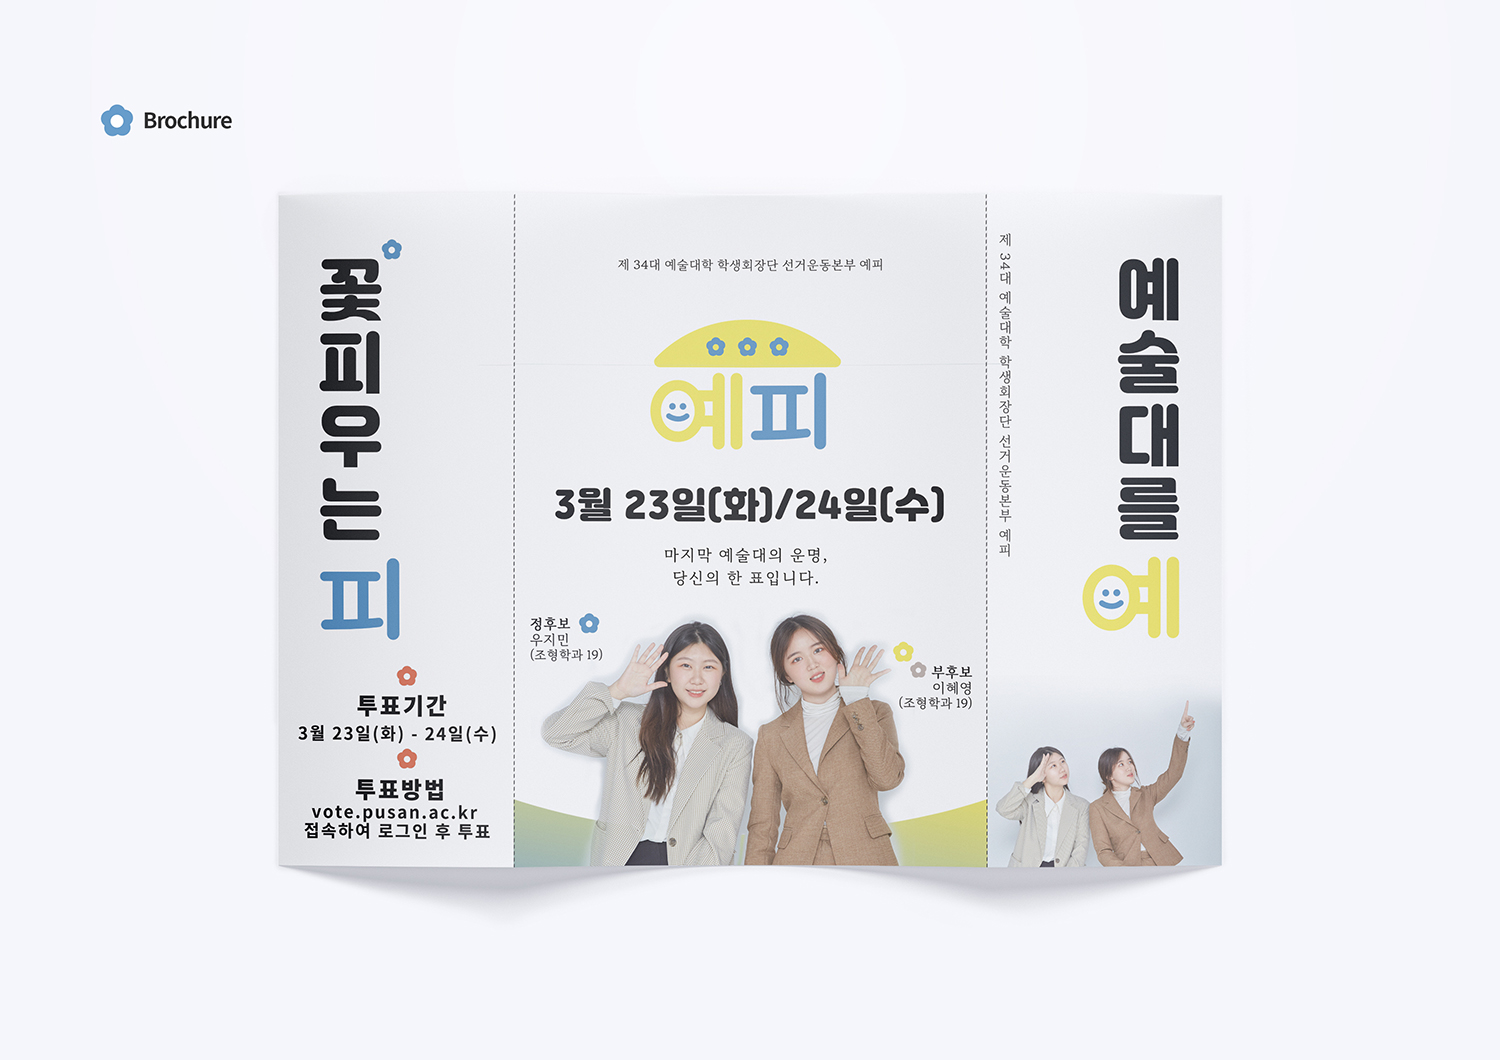 Brochure
꽃피우는 피
투표기간
3월 23일(화) - 24일(수)
투표방법
vote.pusan.ac.kr
접속하여 로그인 후 투표
제 34대 예술대학 학생회장단 선거운동본부 예피
예피
3월 23일(화)/24일(수)
마지막 예술대의 운명,
당신의 한 표입니다.
정후보
우지민
(조형학과 19)
부후보
이혜영
(조형학과 19)
제 34대 예술대학 학생회장단 선거운동본부 예피
예술대를 예